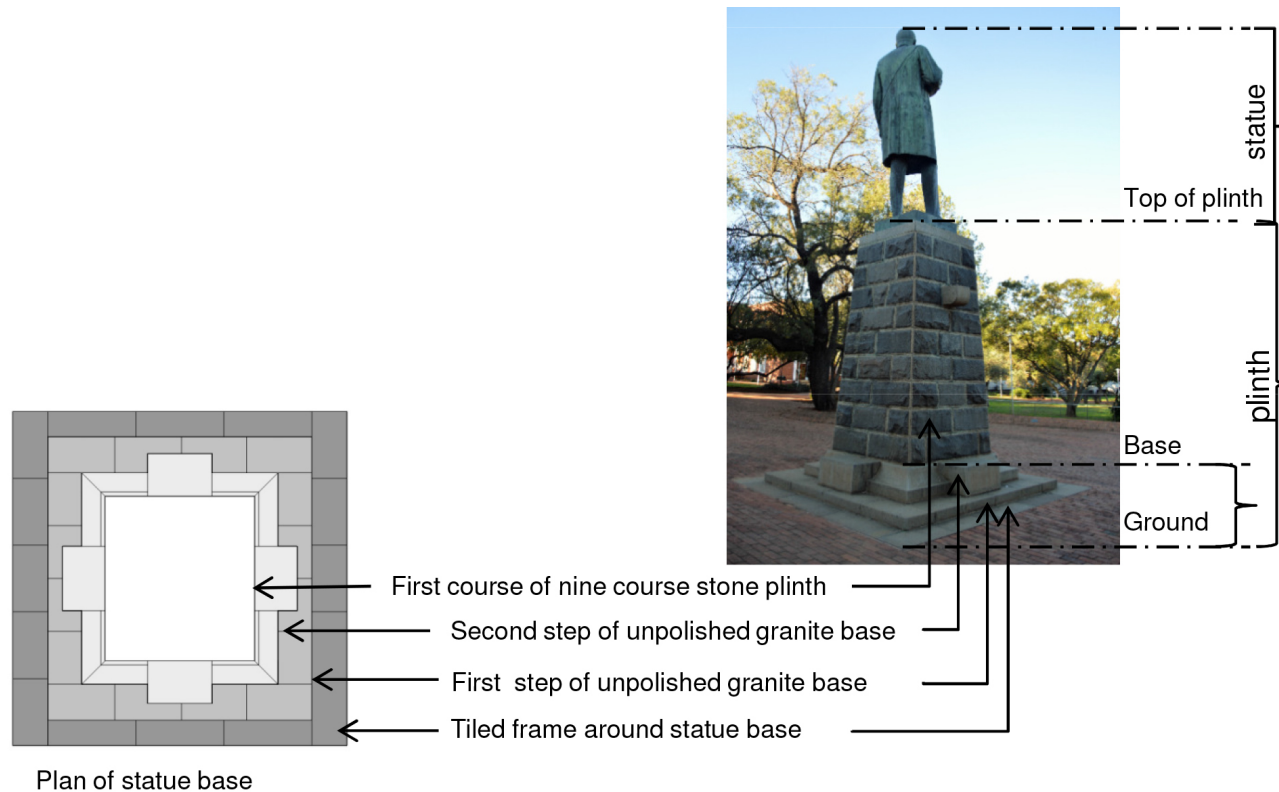 statue
Top of plinth
plinth
Base
Ground
First course of nine course stone plinth
Second step of unpolished granite base
First step of unpolished granite base
Tiled frame around statue base
Plan of statue base